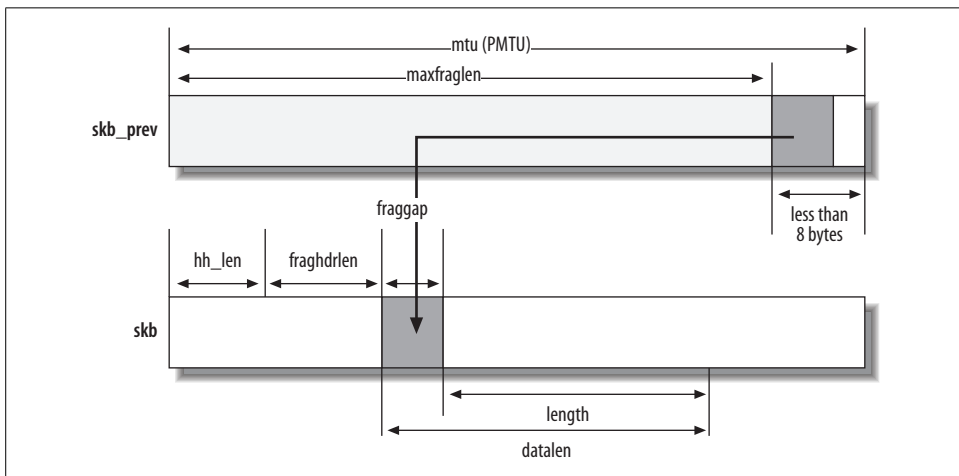 mtu (PMTU)
maxfraglen
skb_prev
fraggap
less than
8 bytes
hh_len
fraghdrlen
skb
length
datalen